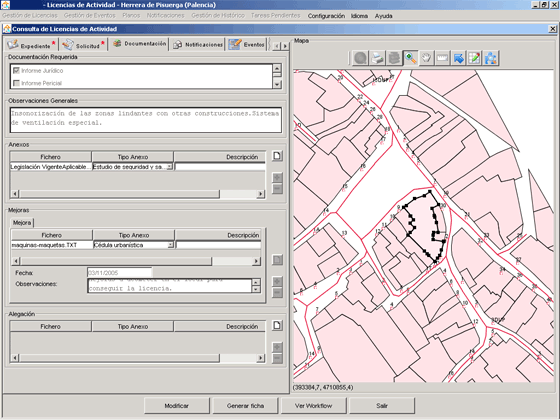 - Licencias de Actividad - Herrera de Pisuerga (Palencia)
Gestión de Licencias Gestión de Eventos Planos Notificaciones Gestión de Histórico Tareas Pendientes Configuración Idioma Ayuda
Consulta de Licencias de Actividad
Expediente * Solicitud * Documentación Notificaciones Eventos
Mapa
Documentación Requerida
Informe Jurídico
Informe Pericial
Observaciones Generales
Insonorización de las zonas lindantes con otras construcciones.Sistema
de ventilación especial.
Anexos
Fichero Tipo Anexo Descripción
Legislación VigenteAplicable... Estudio de seguridad y sa...
Mejoras
Mejora
Fichero Tipo Anexo Descripción
maquinas-maquetas.TXT Cédula urbanística
Fecha: 03/11/2005
Observaciones:
conseguir la licencia.
Alegación
Fichero Tipo Anexo Descripción
(393384,7, 4710855,4)
Modificar Generar ficha Ver Workflow Salir